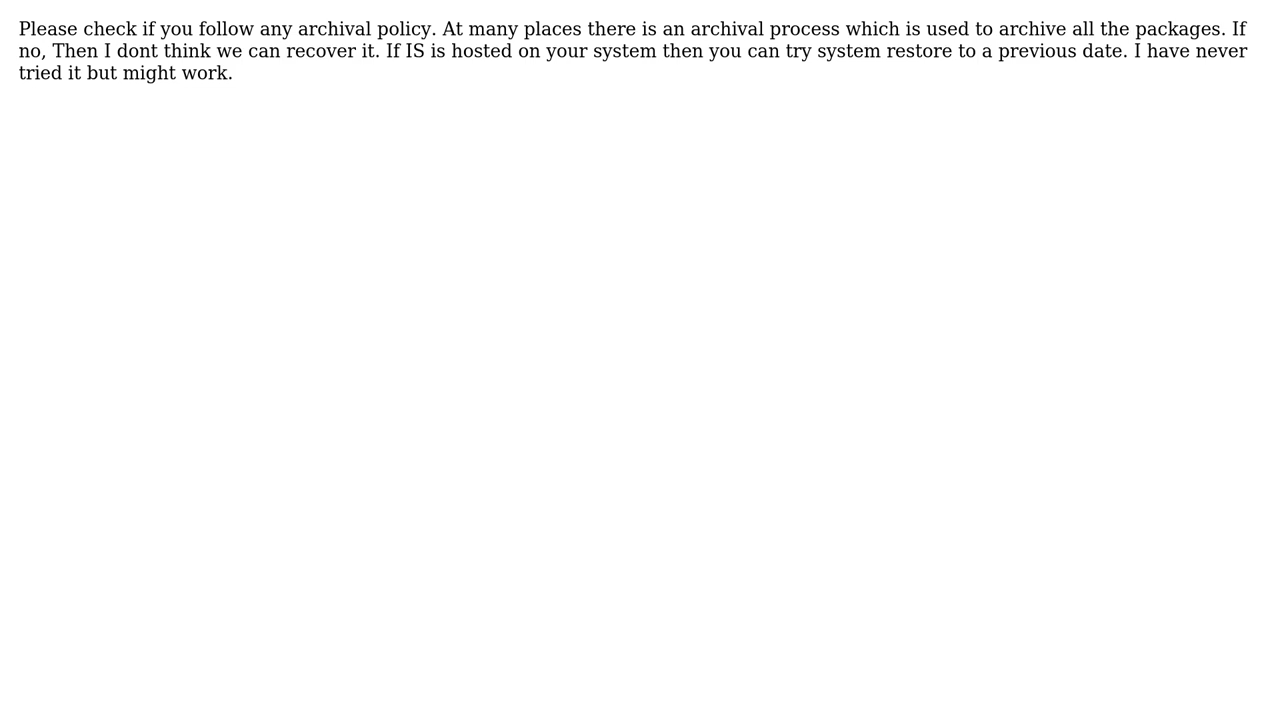 Please check if you follow any archival policy. At many places there is an archival process which is used to archive all the packages. If
no, Then I dont think we can recover it. If IS is hosted on your system then you can try system restore to a previous date. I have never
tried it but might work.